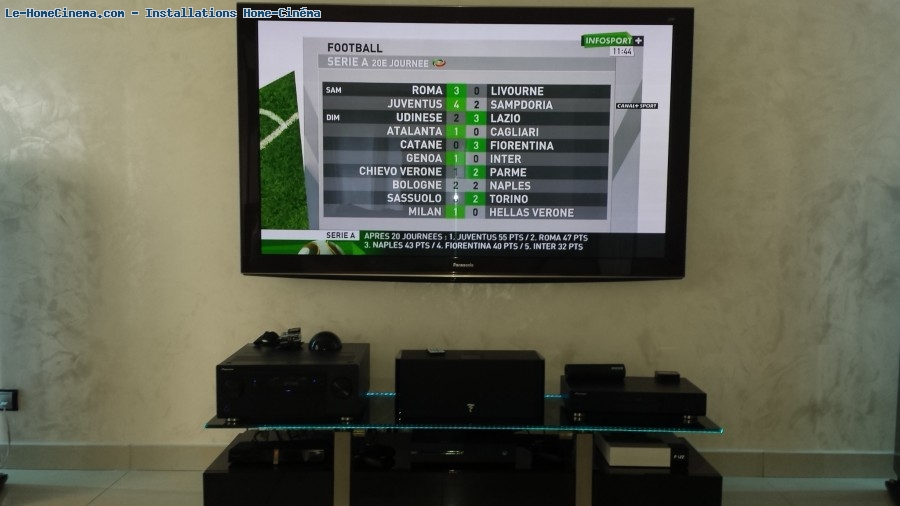 Le-HomeCinema.com - Installations Home-Cinéma
INFOSPORT +
11:44
FOOTBALL
SERIE A 20E JOURNEE
SAM ROMA 3 0 LIVOURNE
JUVENTUS 4 2 SAMPDORIA
CANAL+ SPORT
DIM UDINESE 2 3 LAZIO
ATALANTA 1 0 CAGLIARI
CATANE 0 3 FIORENTINA
GENOA 1 0 INTER
CHIEVO VERONE 1 2 PARME
BOLOGNE 2 2 NAPLES
SASSUOLO 2 TORINO
MILAN 1 0 HELLAS VERONE
SERIE A APRES 20 JOURNEES : 1. JUVENTUS 55 PTS / 2. ROMA 47 PTS
3. NAPLES 43 PTS / 4. FIORENTINA 40 PTS / 5. INTER 32 PTS
Panasonic